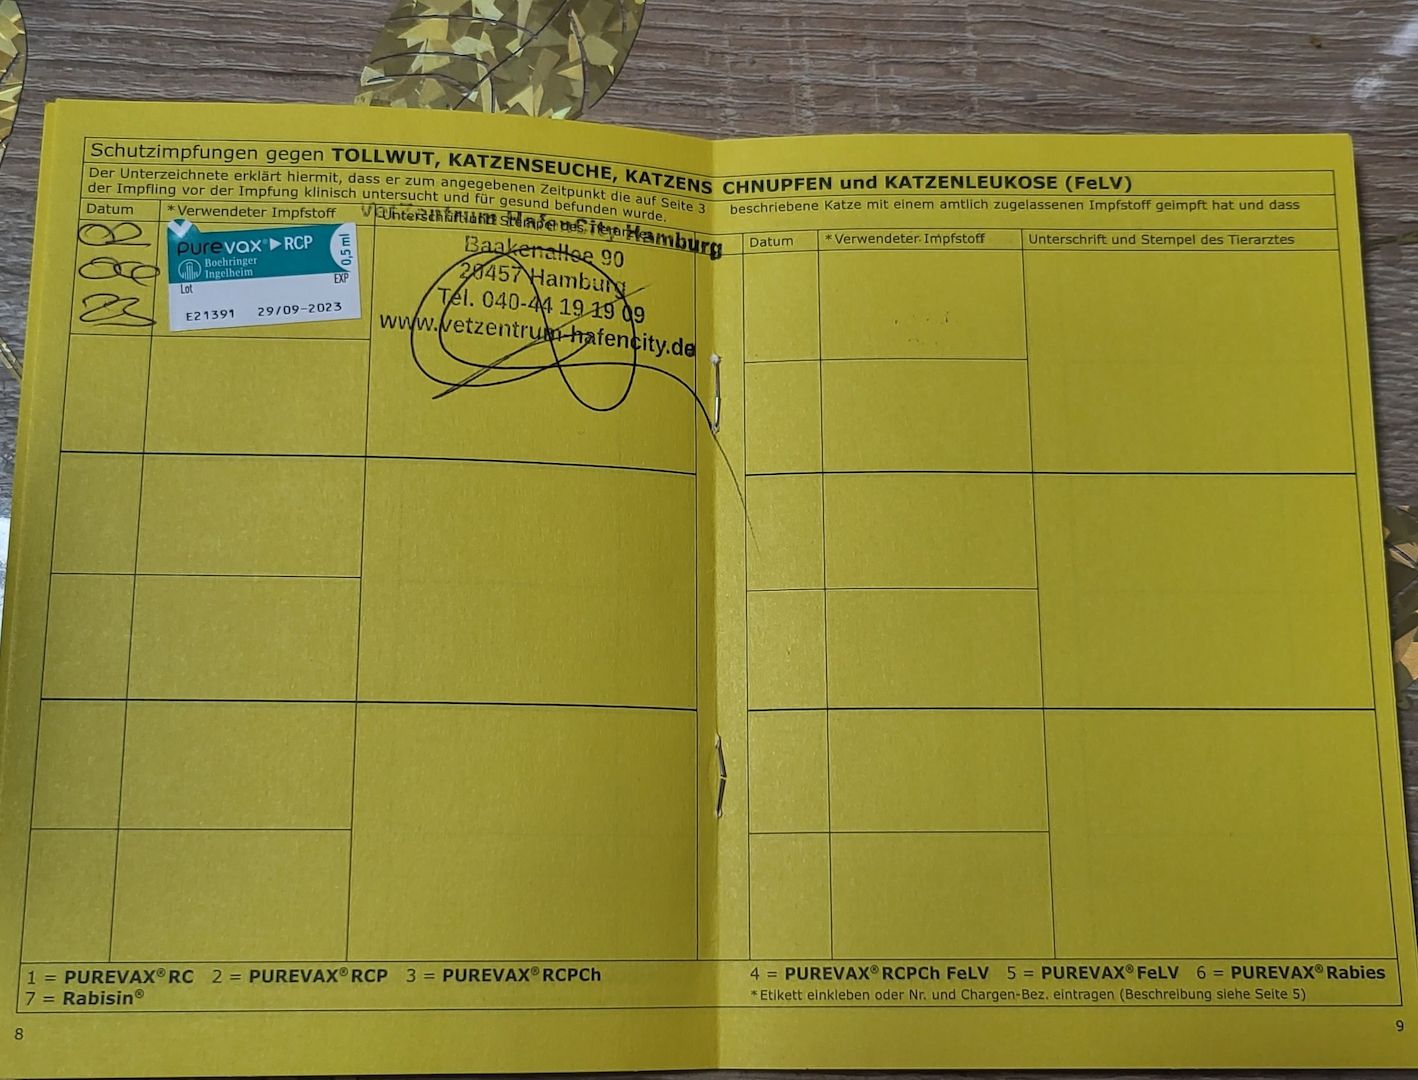 Schutzimpfungen gegen TOLLWUT, KATZENSEUCHE, KATZENS CHNUPFEN und KATZENLEUKOSE (FeLV)
Der Unterzeichnete erklärt hiermit, dass er zum angegebenen Zeitpunkt die auf Seite 3 beschriebene Katze mit einem amtlich zugelassenen Impfstoff geimpft hat und dass
der Impfling vor der Impfung klinisch untersucht und für gesund befunden wurde.
Datum *Verwendeter Impfstoff Unterschrift und Stempel des Tierarztes
02
23
purevax® RCP
0,5 ml
Boehringer
Ingelheim
Lot EXP
E21391 29/09-2023
Vetzentrum HafenCity Hamburg
Baakenallee 90
20457 Hamburg
Tel. 040-44 19 19 09
www.vetzentrum-hafencity.de
Datum *Verwendeter Impfstoff Unterschrift und Stempel des Tierarztes
1 = PUREVAX® RC 2 = PUREVAX® RCP 3 = PUREVAX® RCPCh
7 = Rabisin®
8
4 = PUREVAX® RCPCh FeLV 5 = PUREVAX® FeLV 6 = PUREVAX® Rabies
*Etikett einkleben oder Nr. und Chargen-Bez. eintragen (Beschreibung siehe Seite 5)
9